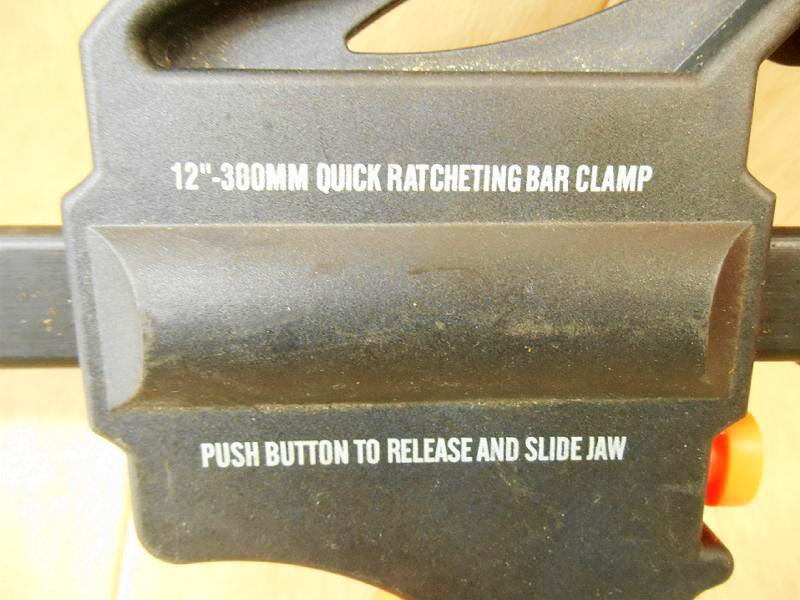 12"-300MM QUICK RATCHETING BAR CLAMP
PUSH BUTTON TO RELEASE AND SLIDE JAW